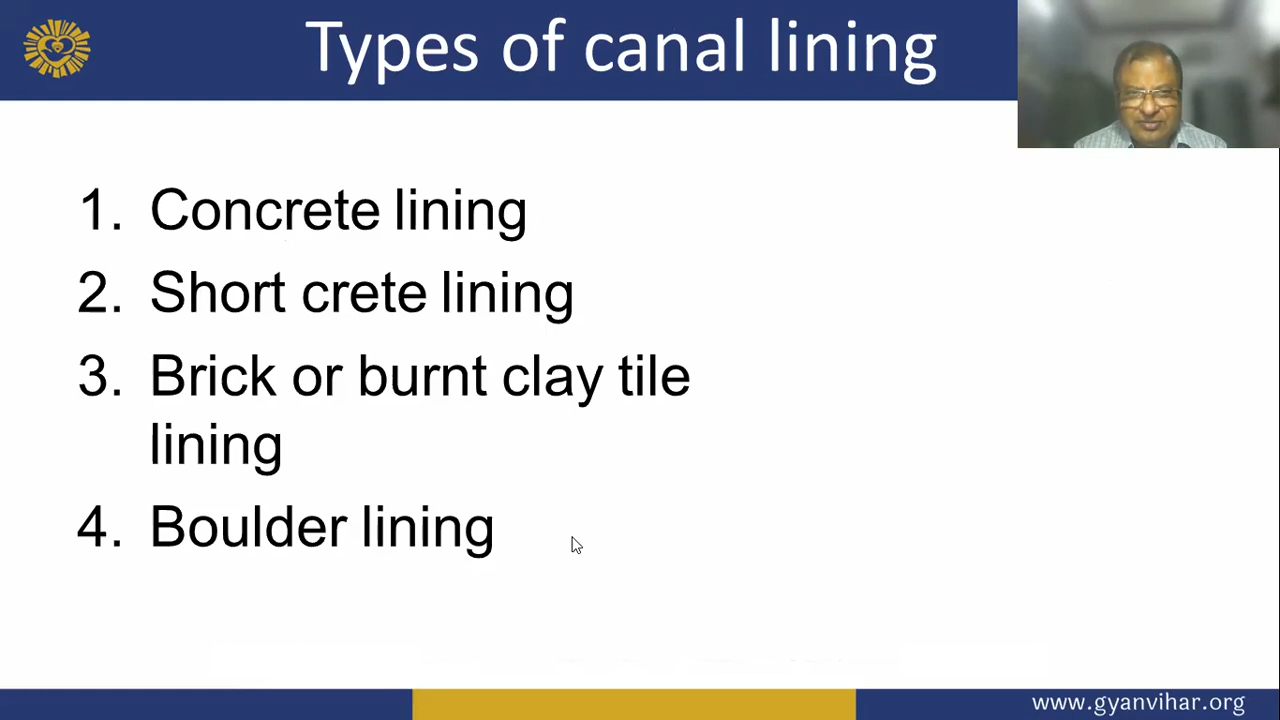 Types of canal lining
1. Concrete lining
2. Short crete lining
3. Brick or burnt clay tile
lining
4. Boulder lining
www.gyanvihar.org